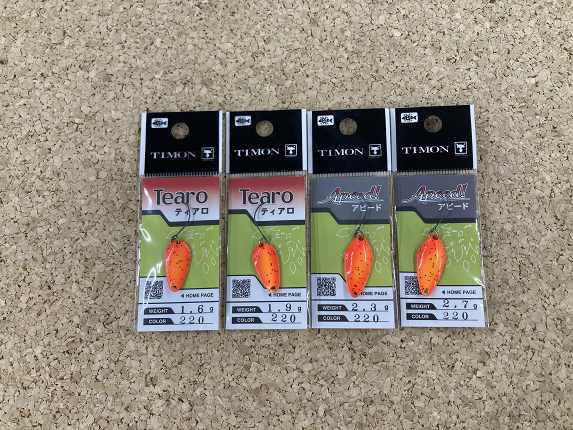 TIMON T
Tearo
ティアロ
HOME PAGE
WEIGHT 1.6g
COLOR 220
TIMON T
Tearo
ティアロ
HOME PAGE
WEIGHT 1.9g
COLOR 220
TIMON T
アピード
HOME PAGE
WEIGHT 2.3g
COLOR 220
TIMON T
アピード
HOME PAGE
WEIGHT 2.7g
COLOR 220